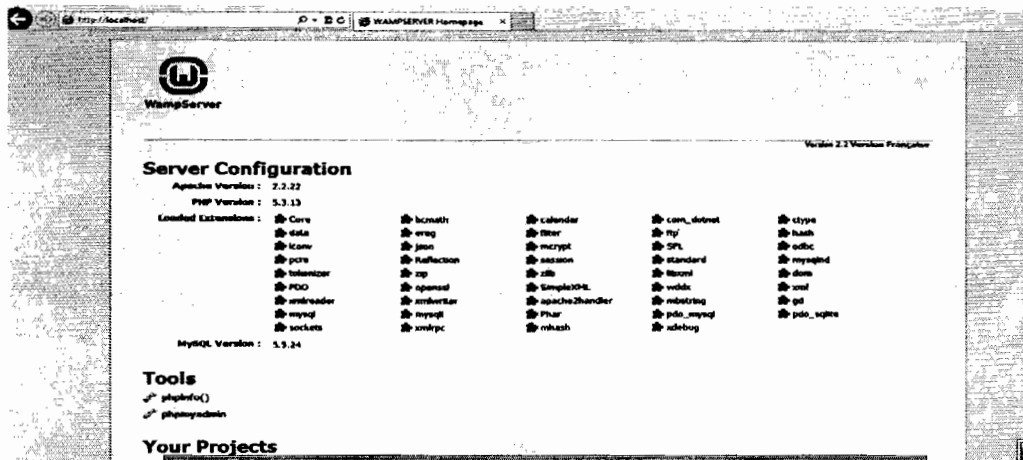 http://localhost/
WAMPSERVER Homepage
WampServer
Version 2.2 Version Française
Server Configuration
Apache Version : 2.2.22
PHP Version : 5.3.13
Loaded Extensions : Core bcmath calendar com_dotnet ctype
date ereg filter ftp hash
iconv json mcrypt SPL odbc
pcre Reflection session standard mysqlnd
tokenizer zip zlib libxml dom
PDO openssl SimpleXML wddx xml
xmlreader xmlwriter apache2handler mbstring gd
mysql mysqli Phar pdo_mysql pdo_sqlite
sockets xmlrpc mhash xdebug
MySQL Version : 5.5.24
Tools
phpinfo()
phpmyadmin
Your Projects